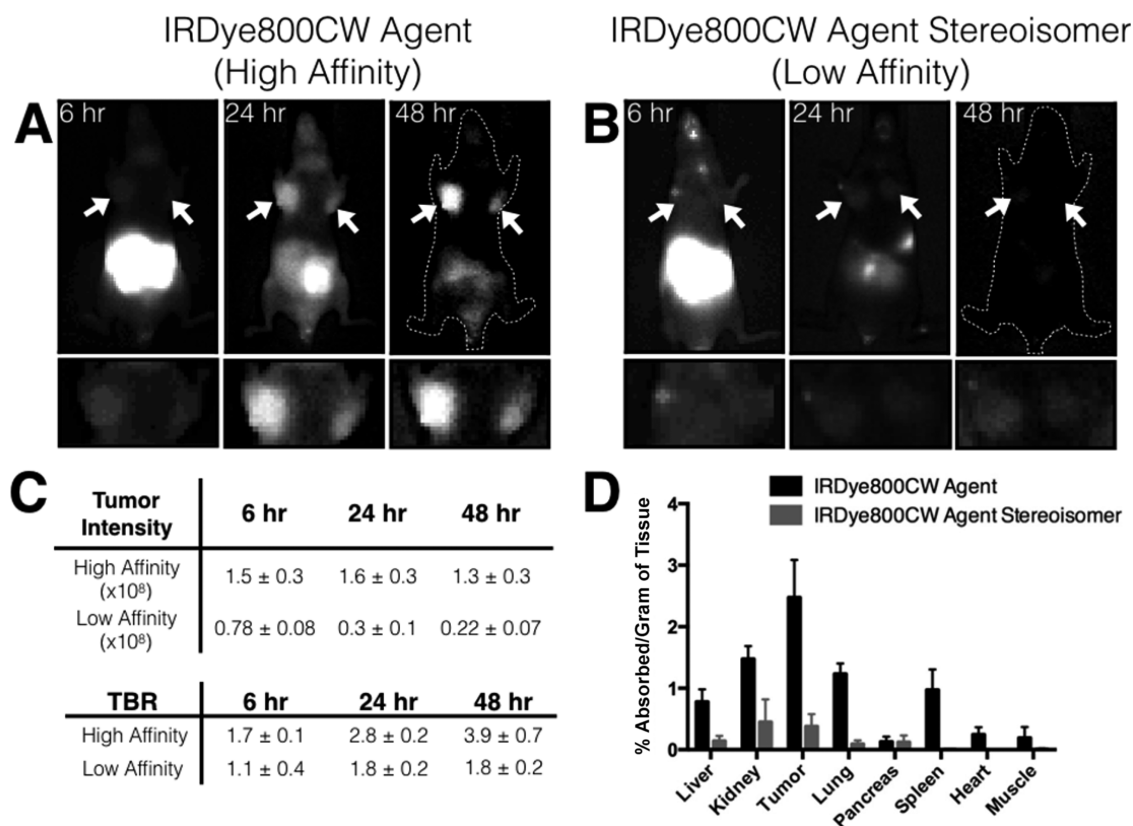 IRDye800CW Agent
(High Affinity)
IRDye800CW Agent Stereoisomer
(Low Affinity)
A
6 hr
24 hr
48 hr
B
6 hr
24 hr
48 hr
C
Tumor Intensity 6 hr 24 hr 48 hr
High Affinity (x10⁸) 1.5 ± 0.3 1.6 ± 0.3 1.3 ± 0.3
Low Affinity (x10⁸) 0.78 ± 0.08 0.3 ± 0.1 0.22 ± 0.07
TBR 6 hr 24 hr 48 hr
High Affinity 1.7 ± 0.1 2.8 ± 0.2 3.9 ± 0.7
Low Affinity 1.1 ± 0.4 1.8 ± 0.2 1.8 ± 0.2
D
IRDye800CW Agent
IRDye800CW Agent Stereoisomer
% Absorbed/Gram of Tissue
4
3
2
1
0
Liver
Kidney
Tumor
Lung
Pancreas
Spleen
Heart
Muscle